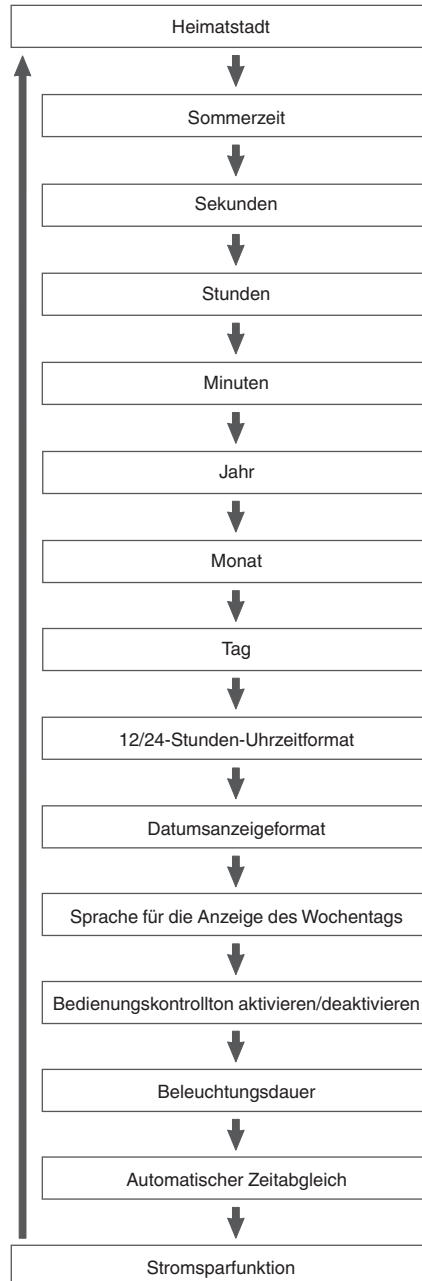 Heimatstadt
Sommerzeit
Sekunden
Stunden
Minuten
Jahr
Monat
Tag
12/24-Stunden-Uhrzeitformat
Datumsanzeigeformat
Sprache für die Anzeige des Wochentags
Bedienungskontrollton aktivieren/deaktivieren
Beleuchtungsdauer
Automatischer Zeitabgleich
Stromsparfunktion